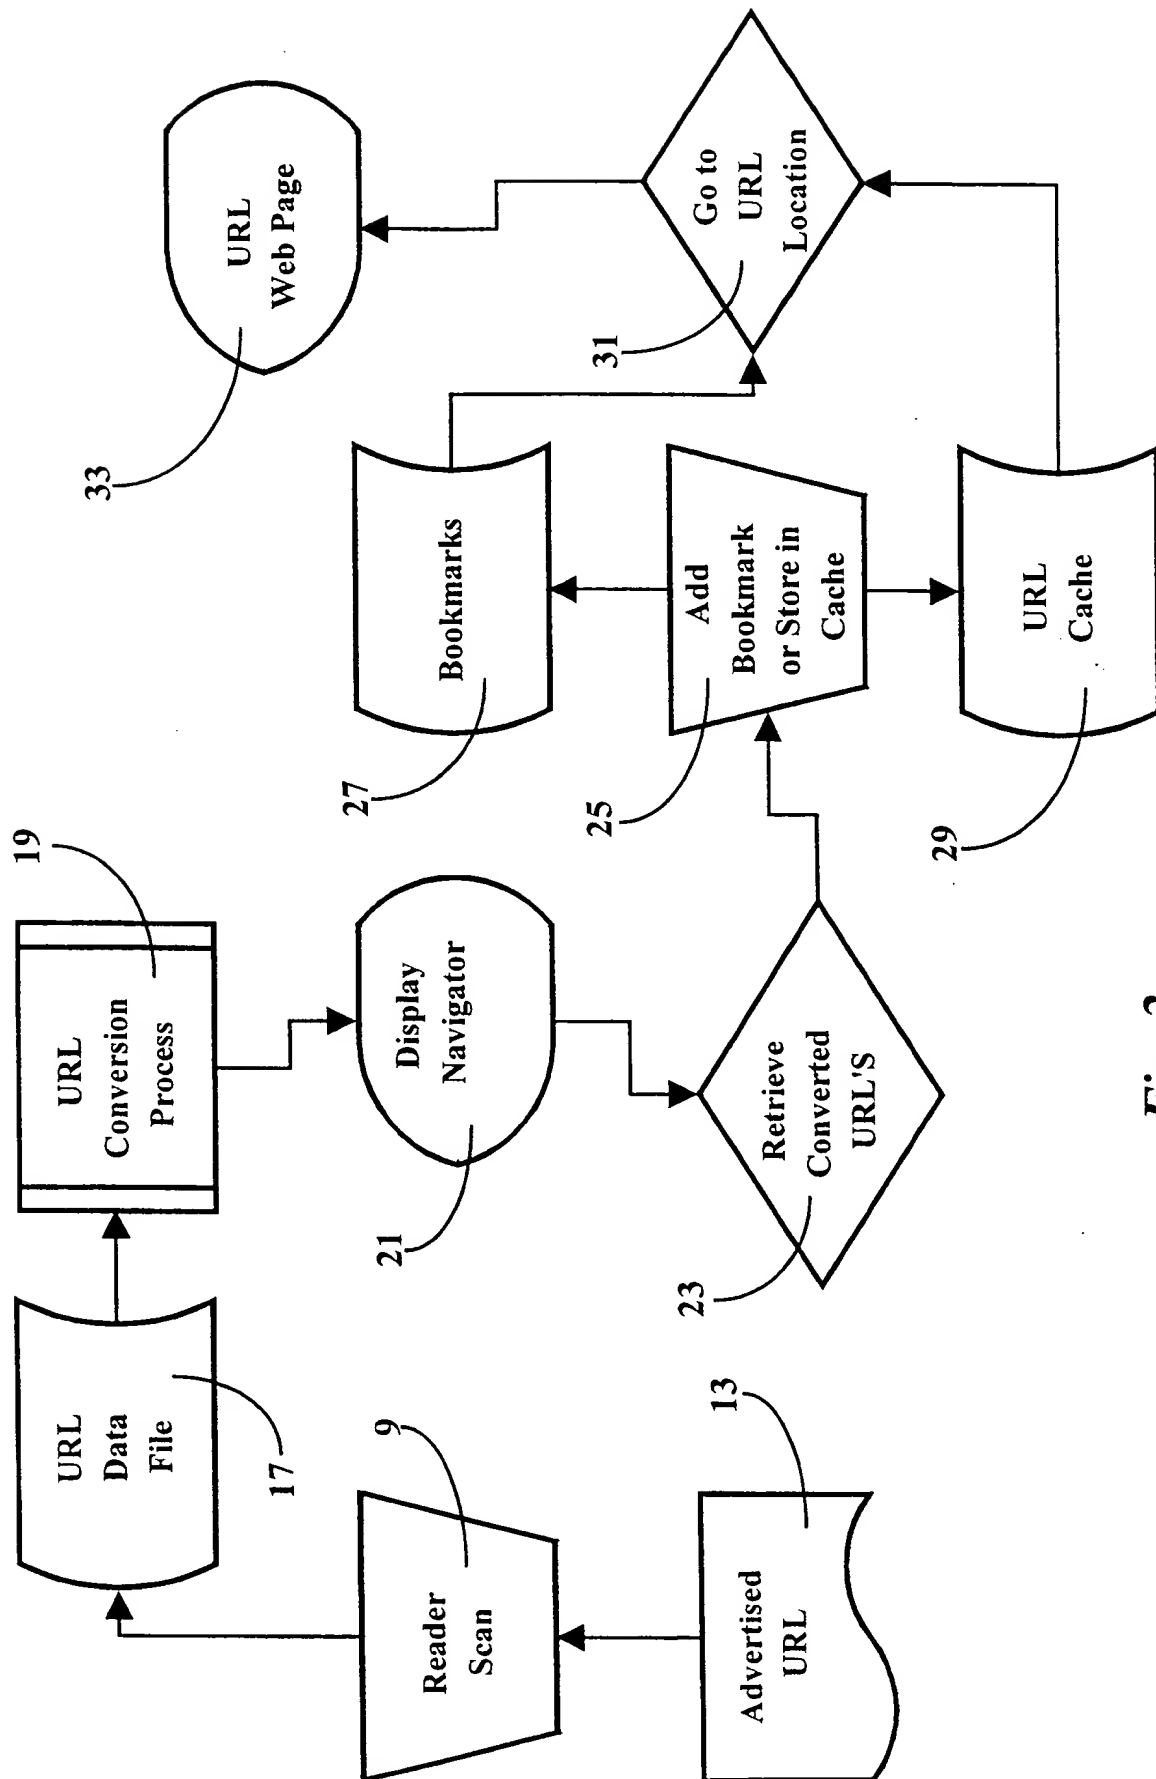 URL
Data
File
17
URL
Conversion
Process
19
Reader
Scan
9
Advertised
URL
13
Display
Navigator
21
Retrieve
Converted
URL'S
23
Bookmarks
27
Add
Bookmark
or Store in
Cache
25
URL
Cache
29
URL
Web Page
33
Go to
URL
Location
31